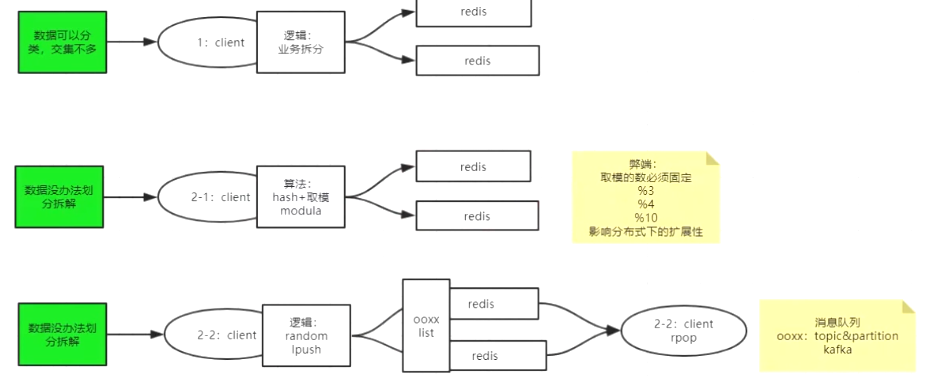 数据可以分
类，交集不多
1：client
逻辑：
业务拆分
redis
redis
数据没办法划
分拆解
2-1：client
算法：
hash+取模
modula
redis
redis
弊端：
取模的数必须固定
%3
%4
%10
影响分布式下的扩展性
数据没办法划
分拆解
2-2：client
逻辑：
random
lpush
ooxx
list
redis
redis
2-2：client
rpop
消息队列
ooxx：topic&partition
kafka